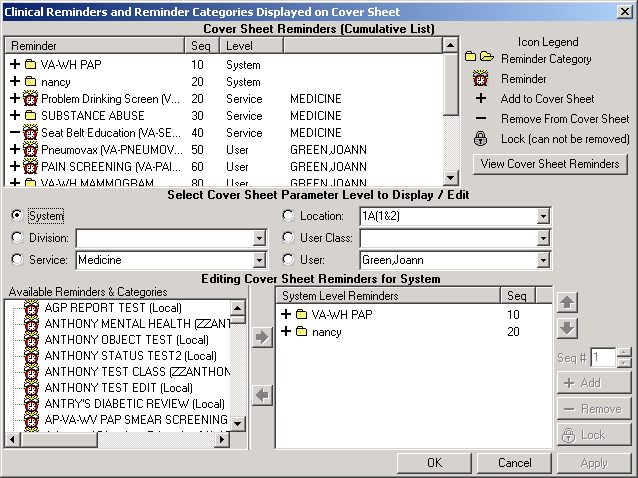 Clinical Reminders and Reminder Categories Displayed on Cover Sheet
Cover Sheet Reminders (Cumulative List)
Reminder Seq Level
VA-WH PAP 10 System
nancy 20 System
Problem Drinking Screen (V... 20 Service MEDICINE
SUBSTANCE ABUSE 30 Service MEDICINE
Seat Belt Education (VA-SE... 40 Service MEDICINE
Pneumovax (VA-PNEUMOV... 50 User GREEN,JOANN
PAIN SCREENING (VA-PAI... 60 User GREEN,JOANN
VA-WH MAMMOGRAM 80 User GREEN,JOANN
Icon Legend
Reminder Category
Reminder
Add to Cover Sheet
Remove From Cover Sheet
Lock (can not be removed)
View Cover Sheet Reminders
Select Cover Sheet Parameter Level to Display / Edit
System
Location: 1A(1&2)
Division:
User Class:
Service: Medicine
User: Green,Joann
Editing Cover Sheet Reminders for System
Available Reminders & Categories
AGP REPORT TEST (Local)
ANTHONY MENTAL HEALTH (ZZANT
ANTHONY OBJECT TEST (Local)
ANTHONY STATUS TEST2 (Local)
ANTHONY TEST CLASS (ZZANTHON
ANTHONY TEST EDIT (Local)
ANTRY'S DIABETIC REVIEW (Local)
AP-VA-WV PAP SMEAR SCREENING
System Level Reminders Seq
VA-WH PAP 10
nancy 20
Seq # 1
Add
Remove
Lock
OK
Cancel
Apply